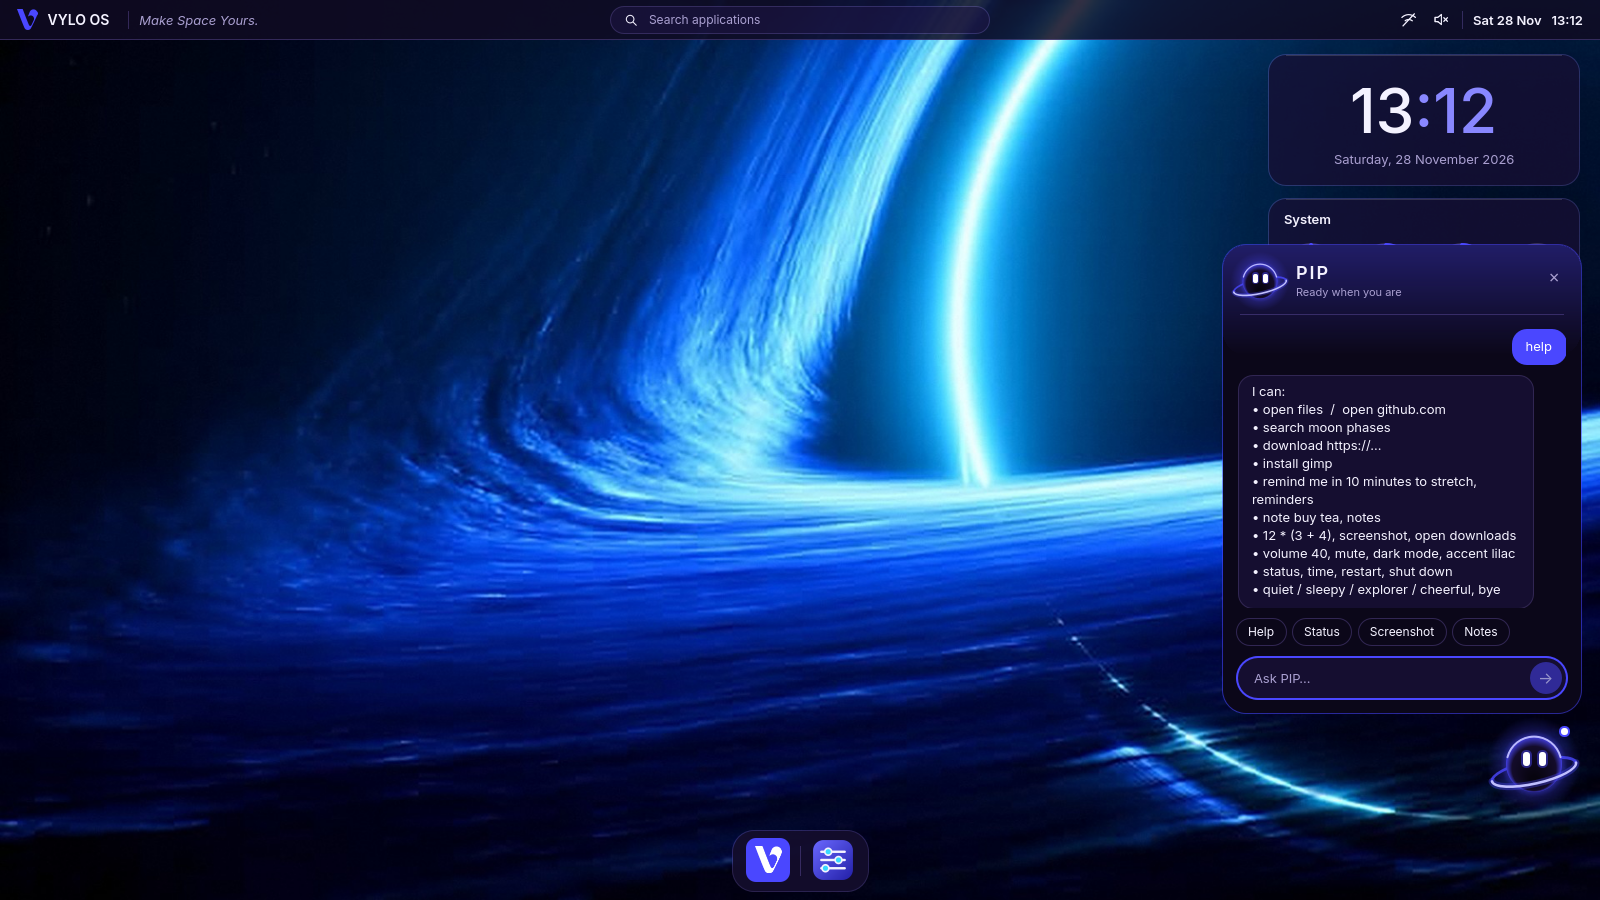 VYLO OS
Make Space Yours.
Search applications
Sat 28 Nov 13:12
13:12
Saturday, 28 November 2026
System
PIP
Ready when you are
help
I can:
• open files / open github.com
• search moon phases
• download https://...
• install gimp
• remind me in 10 minutes to stretch,
reminders
• note buy tea, notes
• 12 * (3 + 4), screenshot, open downloads
• volume 40, mute, dark mode, accent lilac
• status, time, restart, shut down
• quiet / sleepy / explorer / cheerful, bye
Help Status Screenshot Notes
Ask PIP...